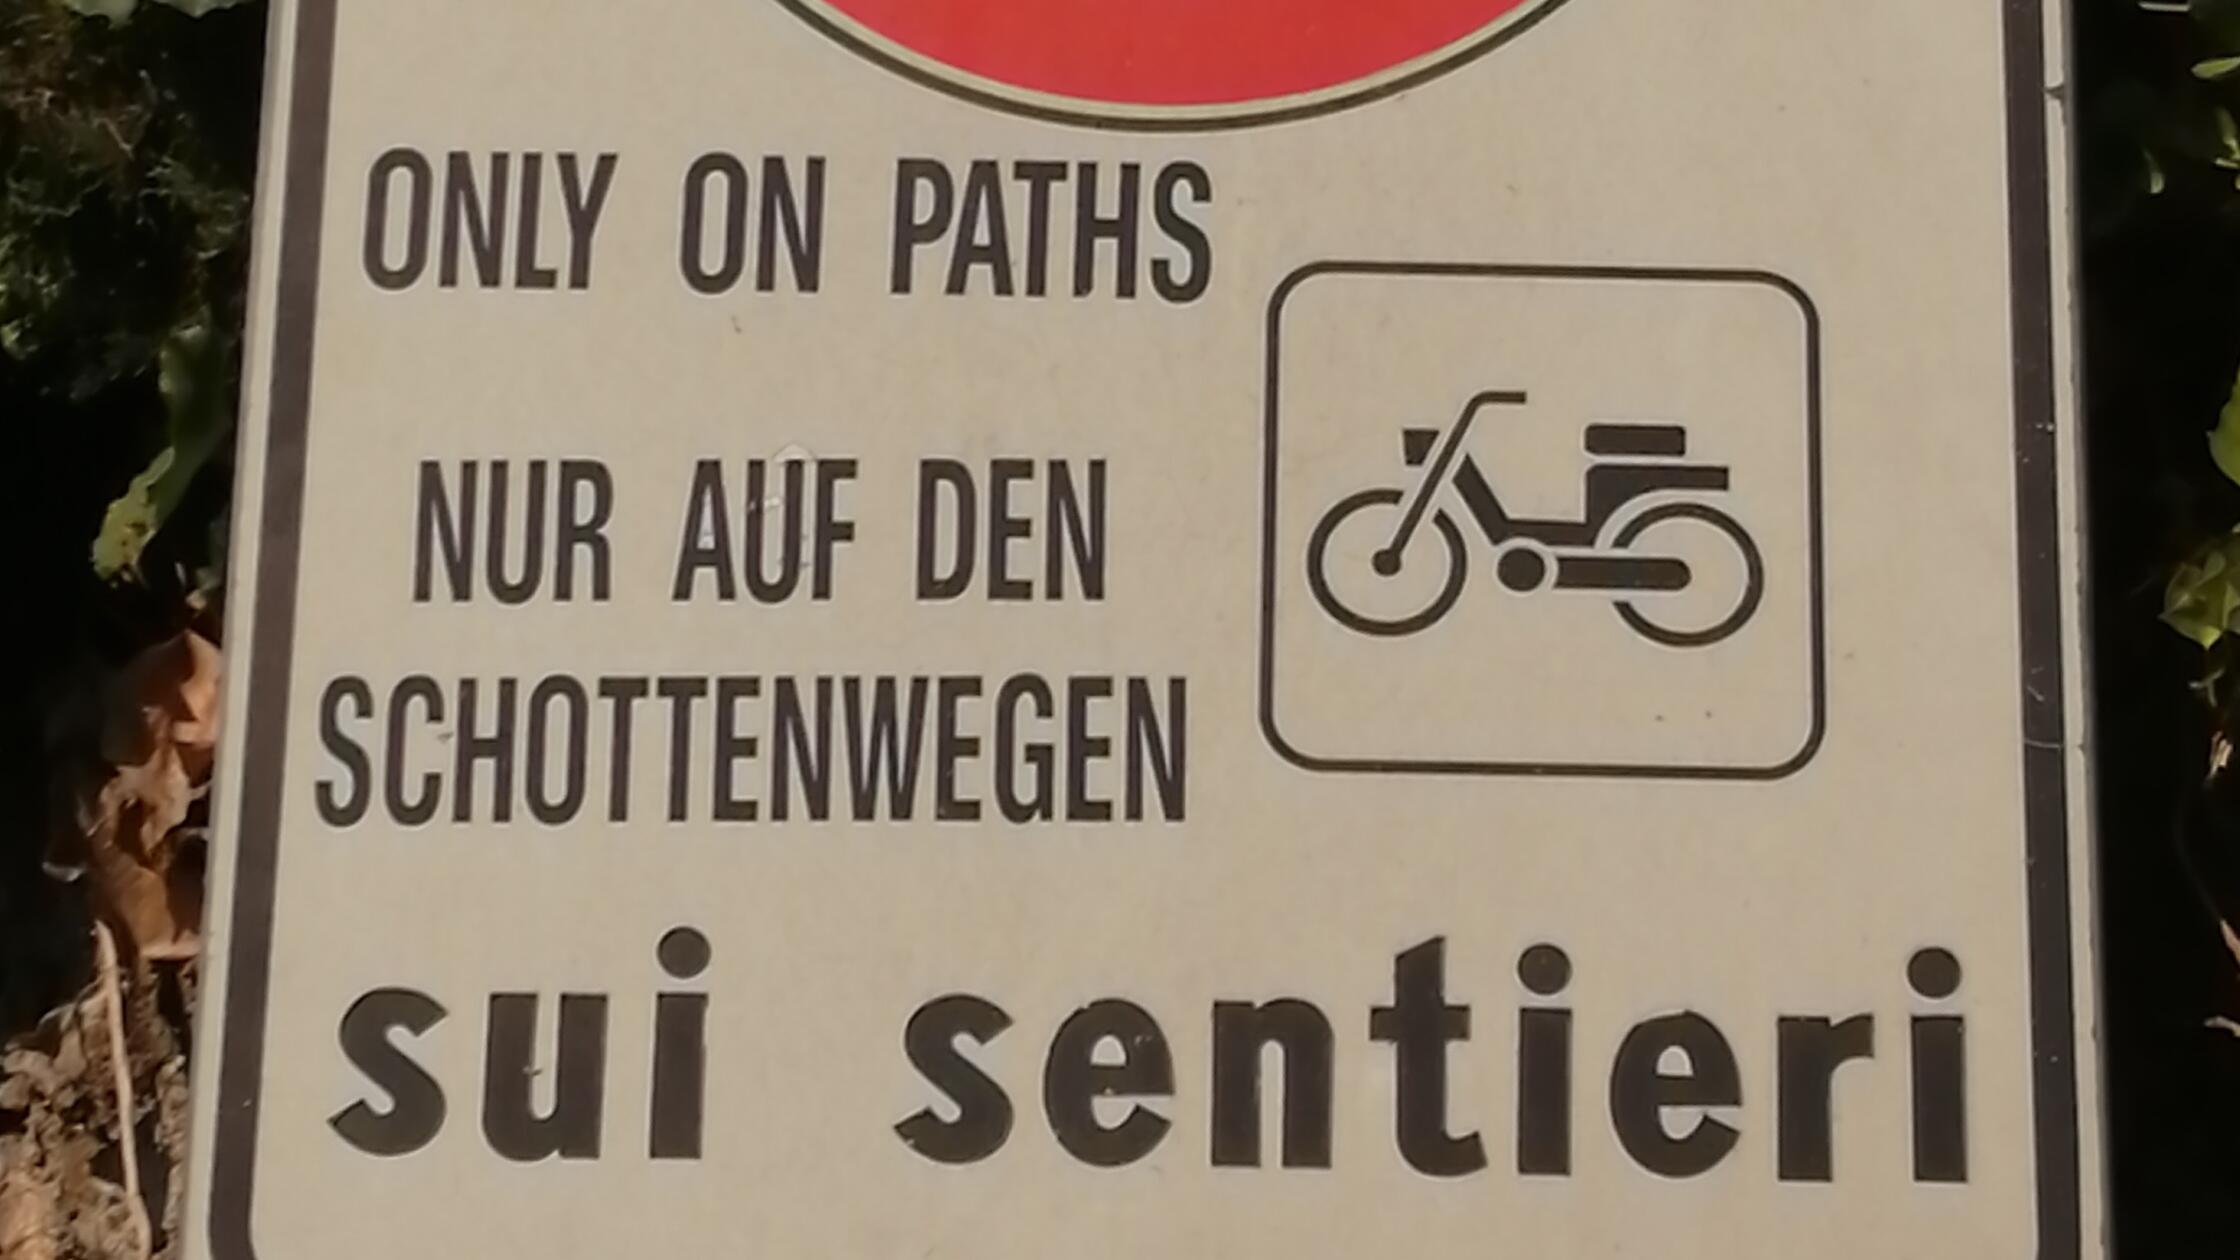 ONLY ON PATHS
NUR AUF DEN
SCHOTTENWEGEN
sui sentieri